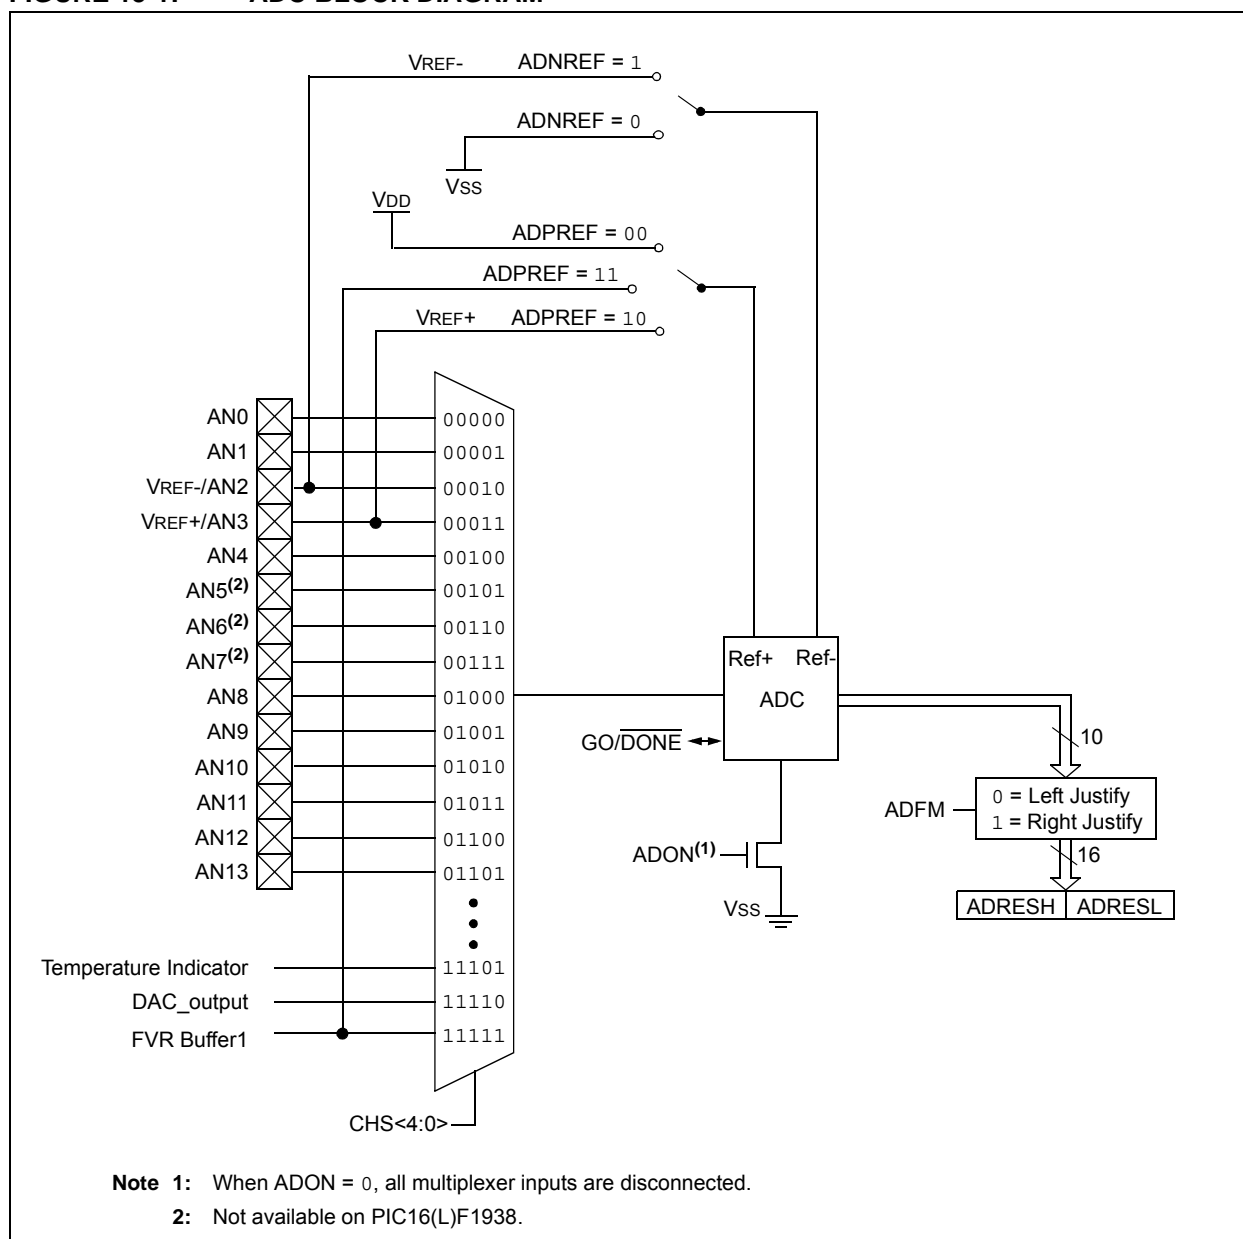 VREF- ADNREF = 1
ADNREF = 0
VSS
VDD
ADPREF = 00
ADPREF = 11
VREF+ ADPREF = 10
AN0 00000
AN1 00001
VREF-/AN2 00010
VREF+/AN3 00011
AN4 00100
AN5(2) 00101
AN6(2) 00110
AN7(2) 00111
AN8 01000
AN9 01001
AN10 01010
AN11 01011
AN12 01100
AN13 01101
Temperature Indicator 11101
DAC_output 11110
FVR Buffer1 11111
CHS<4:0>
Ref+ Ref-
ADC
GO/DONE
ADON(1)
VSS
10
ADFM
0 = Left Justify
1 = Right Justify
16
ADRESH ADRESL
Note 1: When ADON = 0, all multiplexer inputs are disconnected.
2: Not available on PIC16(L)F1938.